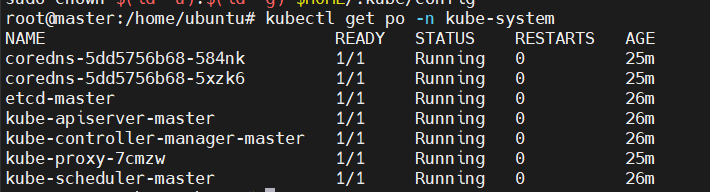 sudo chown $(id -u):$(id -g) $HOME/.kube/config
root@master:/home/ubuntu# kubectl get po -n kube-system
NAME READY STATUS RESTARTS AGE
coredns-5dd5756b68-584nk 1/1 Running 0 25m
coredns-5dd5756b68-5xzk6 1/1 Running 0 25m
etcd-master 1/1 Running 0 26m
kube-apiserver-master 1/1 Running 0 26m
kube-controller-manager-master 1/1 Running 0 26m
kube-proxy-7cmzw 1/1 Running 0 25m
kube-scheduler-master 1/1 Running 0 26m